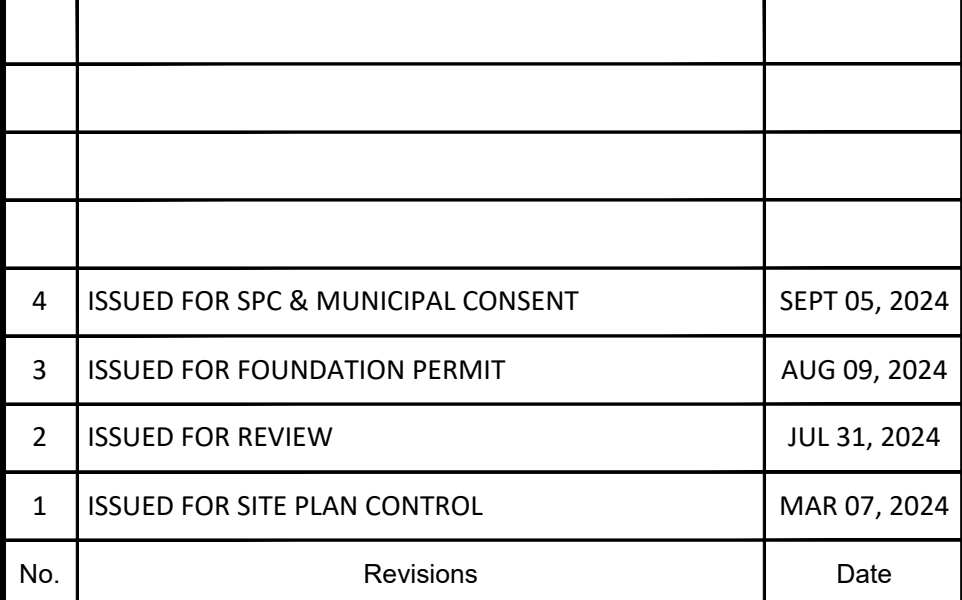 4 ISSUED FOR SPC & MUNICIPAL CONSENT SEPT 05, 2024
3 ISSUED FOR FOUNDATION PERMIT AUG 09, 2024
2 ISSUED FOR REVIEW JUL 31, 2024
1 ISSUED FOR SITE PLAN CONTROL MAR 07, 2024
No. Revisions Date